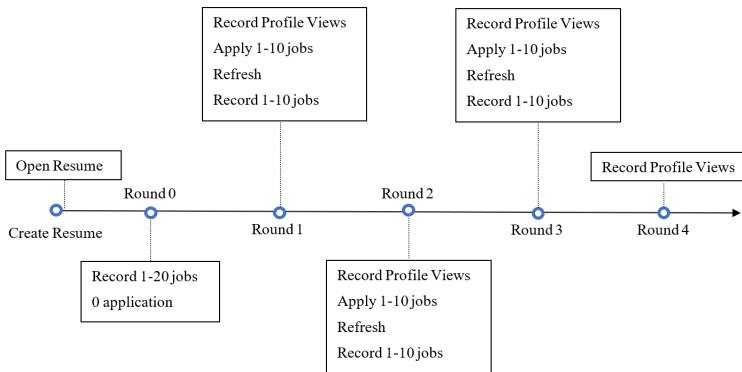 Record Profile Views
Apply 1-10 jobs
Refresh
Record 1-10 jobs
Record Profile Views
Apply 1-10 jobs
Refresh
Record 1-10 jobs
Open Resume
Round 0
Round 2
Record Profile Views
Create Resume
Round 1
Round 3
Round 4
Record 1-20 jobs
0 application
Record Profile Views
Apply 1-10 jobs
Refresh
Record 1-10 jobs